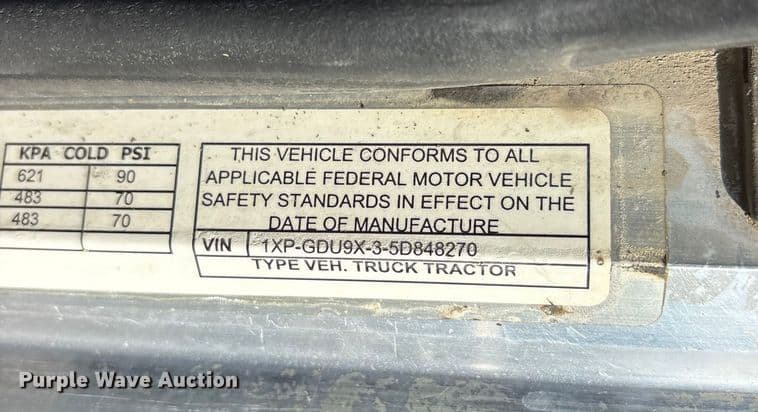 KPA COLD PSI
621 90
483 70
483 70
THIS VEHICLE CONFORMS TO ALL
APPLICABLE FEDERAL MOTOR VEHICLE
SAFETY STANDARDS IN EFFECT ON THE
DATE OF MANUFACTURE
VIN 1XP-GDU9X-3-5D848270
TYPE VEH. TRUCK TRACTOR
Purple Wave Auction